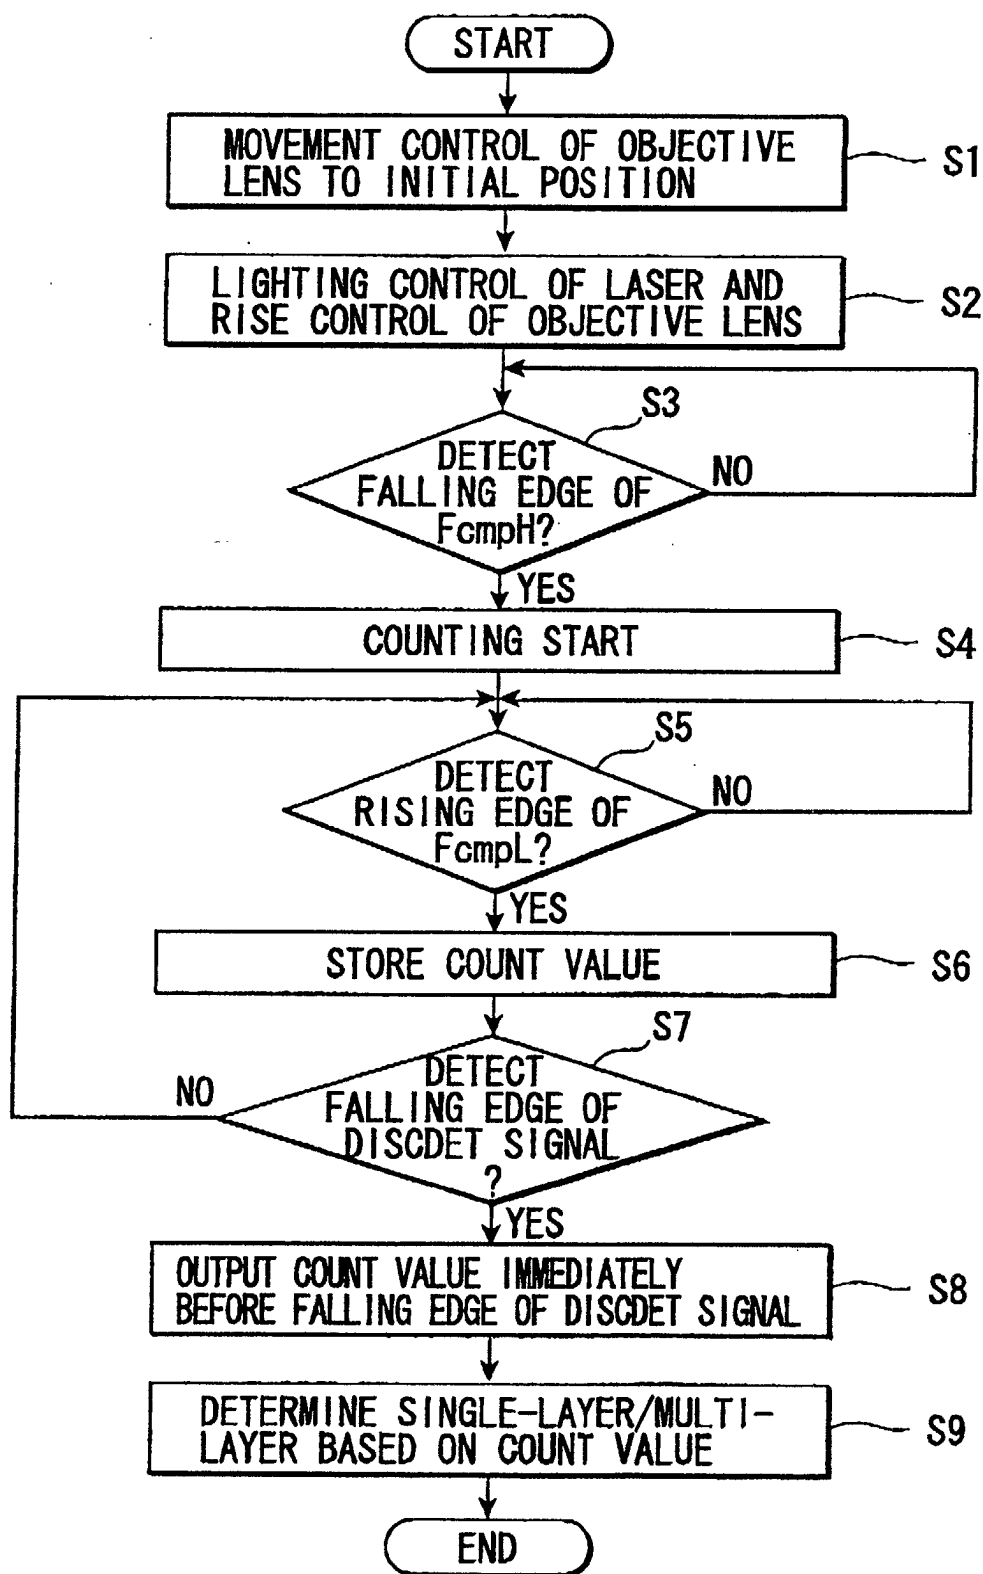 START
MOVEMENT CONTROL OF OBJECTIVE
LENS TO INITIAL POSITION
S1
LIGHTING CONTROL OF LASER AND
RISE CONTROL OF OBJECTIVE LENS
S2
S3
DETECT
FALLING EDGE OF
FcmpH?
NO
YES
COUNTING START
S4
S5
DETECT
RISING EDGE OF
FcmpL?
NO
YES
STORE COUNT VALUE
S6
S7
DETECT
FALLING EDGE OF
DISCDET SIGNAL
?
NO
YES
OUTPUT COUNT VALUE IMMEDIATELY
BEFORE FALLING EDGE OF DISCDET SIGNAL
S8
DETERMINE SINGLE-LAYER/MULTI-
LAYER BASED ON COUNT VALUE
S9
END